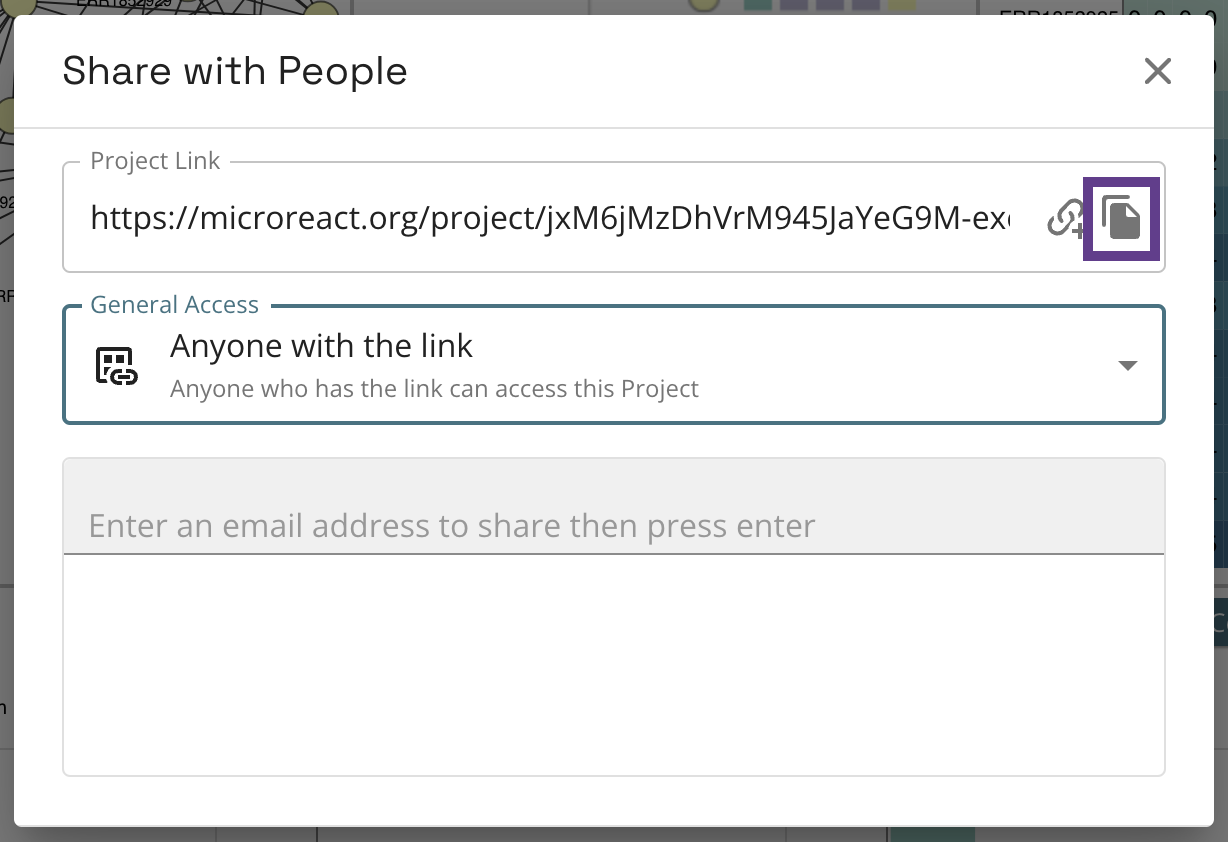 ERR1852929
Share with People
Project Link
https://microreact.org/project/jxM6jMzDhVrM945JaYeG9M-ex
General Access
Anyone with the link
Anyone who has the link can access this Project
Enter an email address to share then press enter